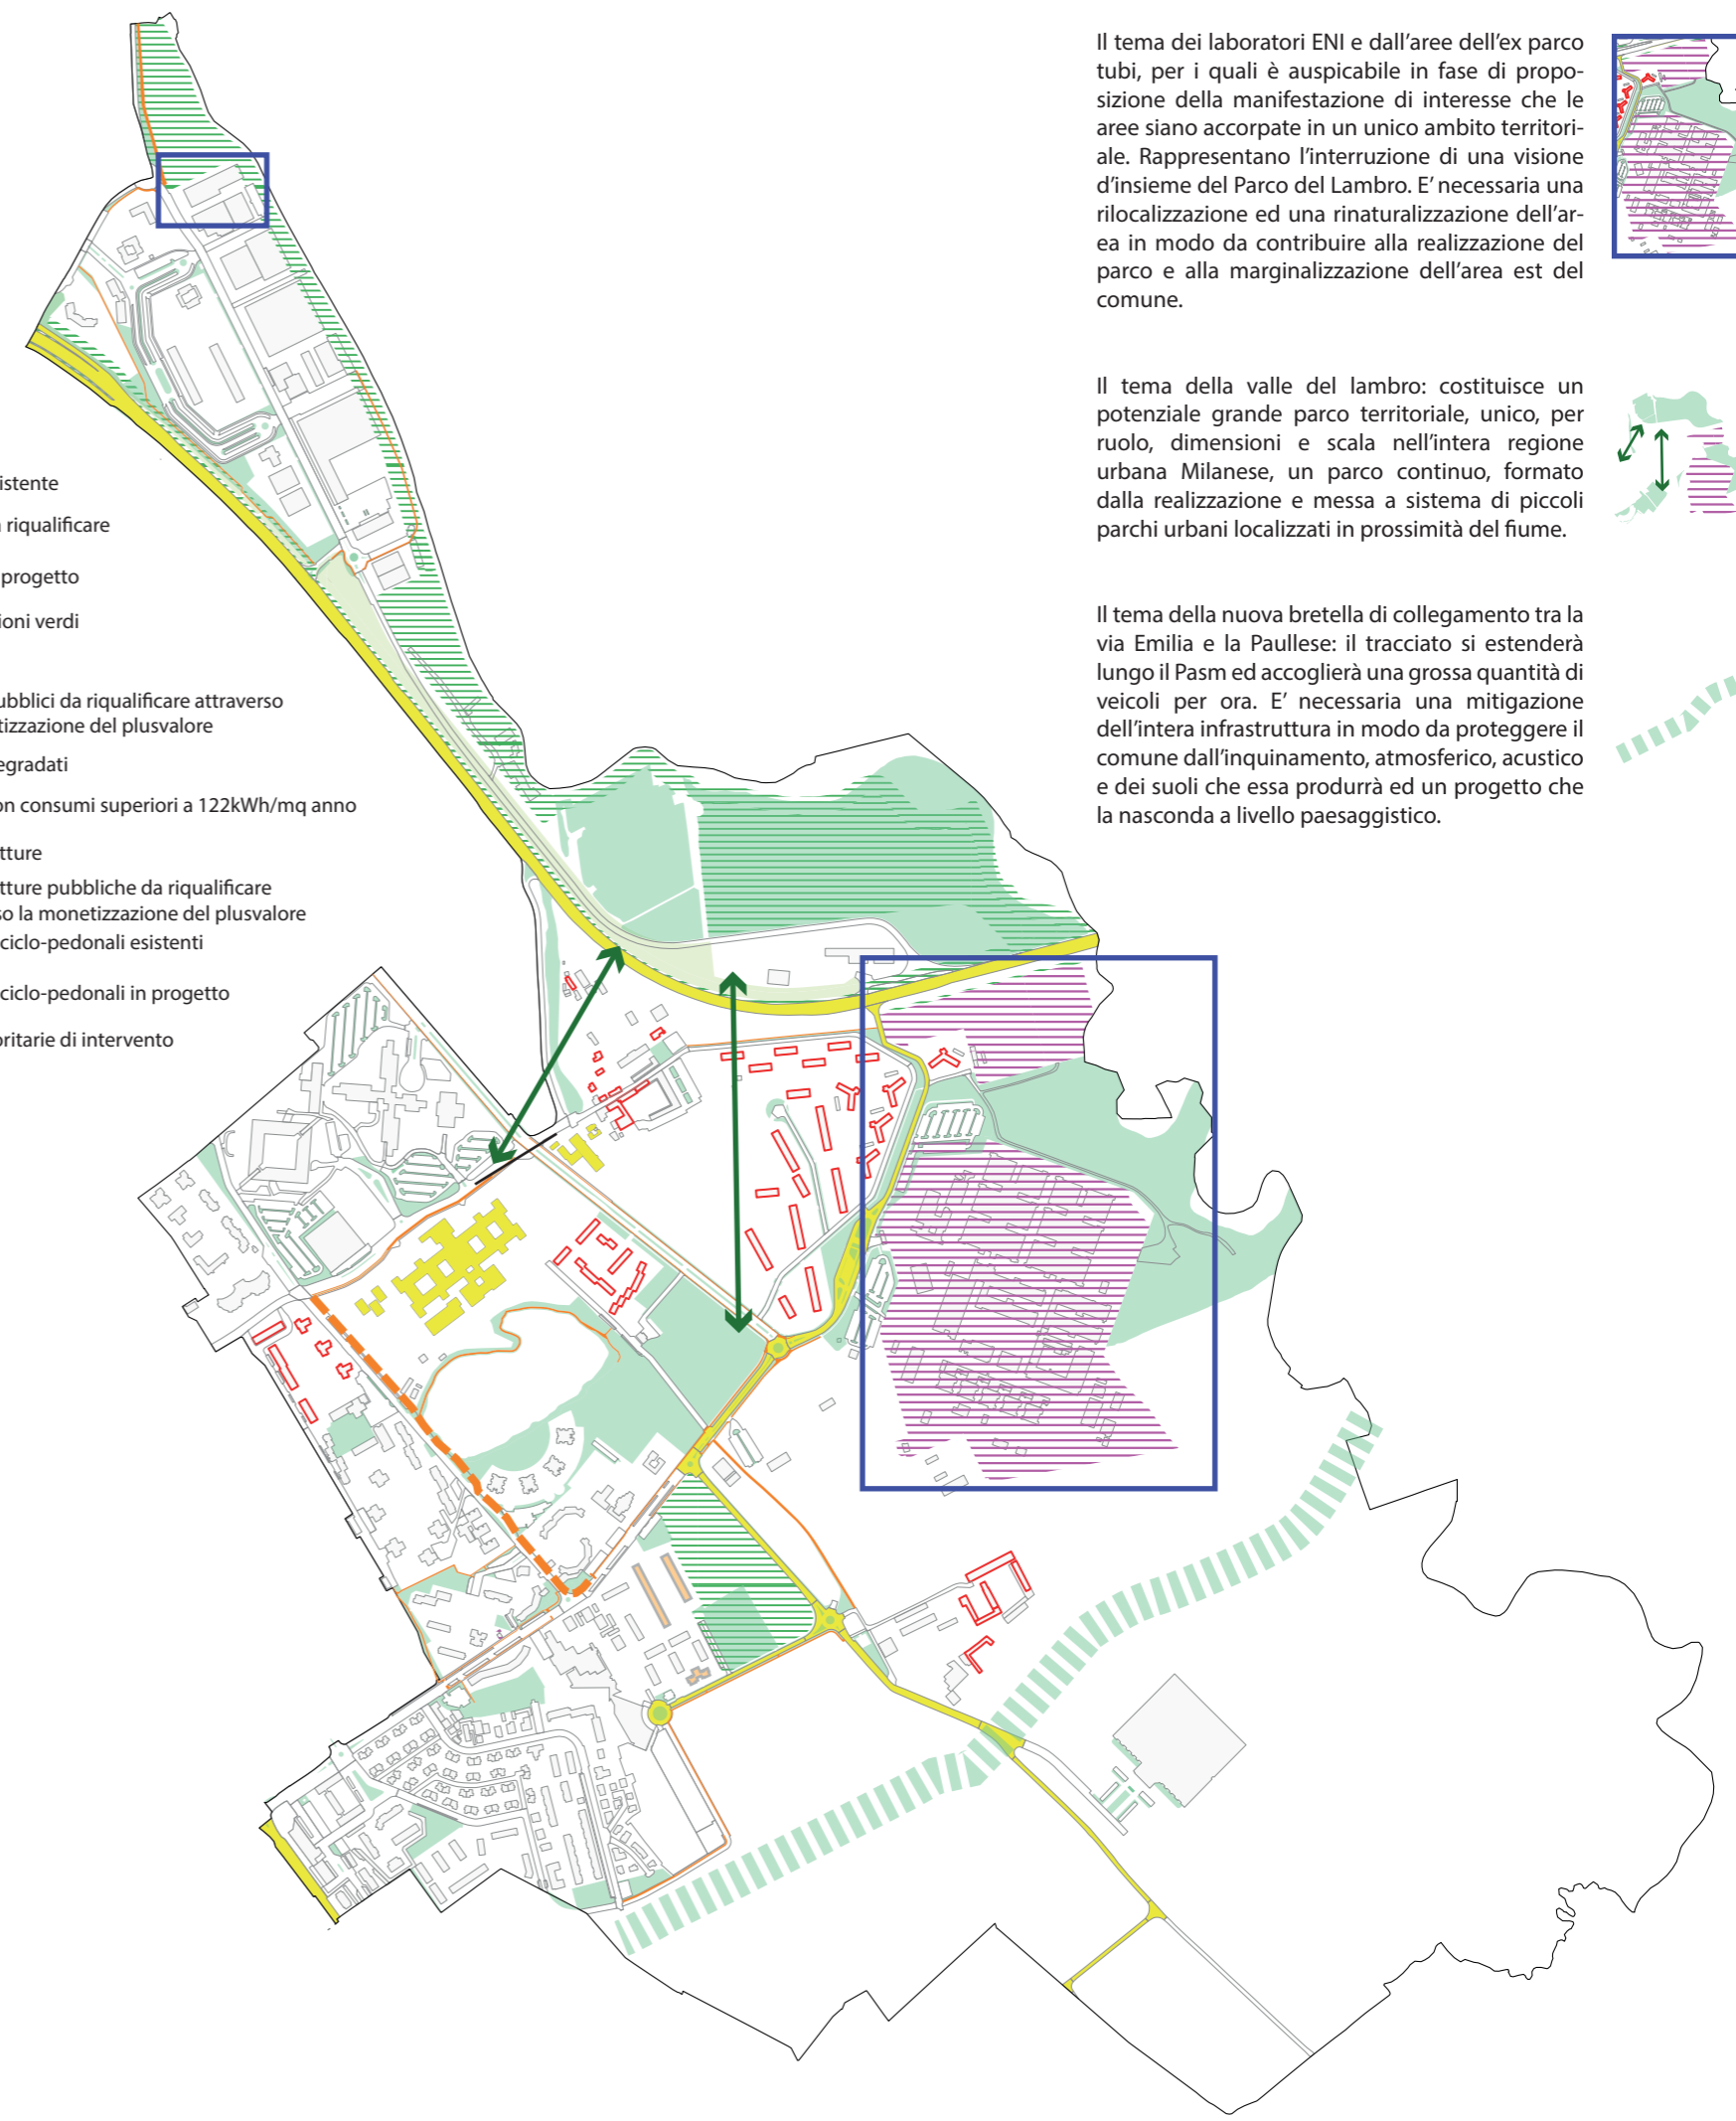 Il tema dei laboratori ENI e dall'aree dell'ex parco
tubi, per i quali è auspicabile in fase di propo-
sizione della manifestazione di interesse che le
aree siano accorpate in un unico ambito territori-
ale. Rappresentano l'interruzione di una visione
d'insieme del Parco del Lambro. E' necessaria una
rilocalizzazione ed una rinaturalizzazione dell'ar-
ea in modo da contribuire alla realizzazione del
parco e alla marginalizzazione dell'area est del
comune.
Il tema della valle del lambro: costituisce un
potenziale grande parco territoriale, unico, per
ruolo, dimensioni e scala nell'intera regione
urbana Milanese, un parco continuo, formato
dalla realizzazione e messa a sistema di piccoli
parchi urbani localizzati in prossimità del fiume.
Il tema della nuova bretella di collegamento tra la
via Emilia e la Paullese: il tracciato si estenderà
lungo il Pasm ed accoglierà una grossa quantità di
veicoli per ora. E' necessaria una mitigazione
dell'intera infrastruttura in modo da proteggere il
comune dall'inquinamento, atmosferico, acustico
e dei suoli che essa produrrà ed un progetto che
la nasconda a livello paesaggistico.
istente
riqualificare
progetto
ioni verdi
ubblici da riqualificare attraverso
tizzazione del plusvalore
egradati
on consumi superiori a 122kWh/mq anno
tture
tture pubbliche da riqualificare
so la monetizzazione del plusvalore
ciclo-pedonali esistenti
ciclo-pedonali in progetto
oritarie di intervento